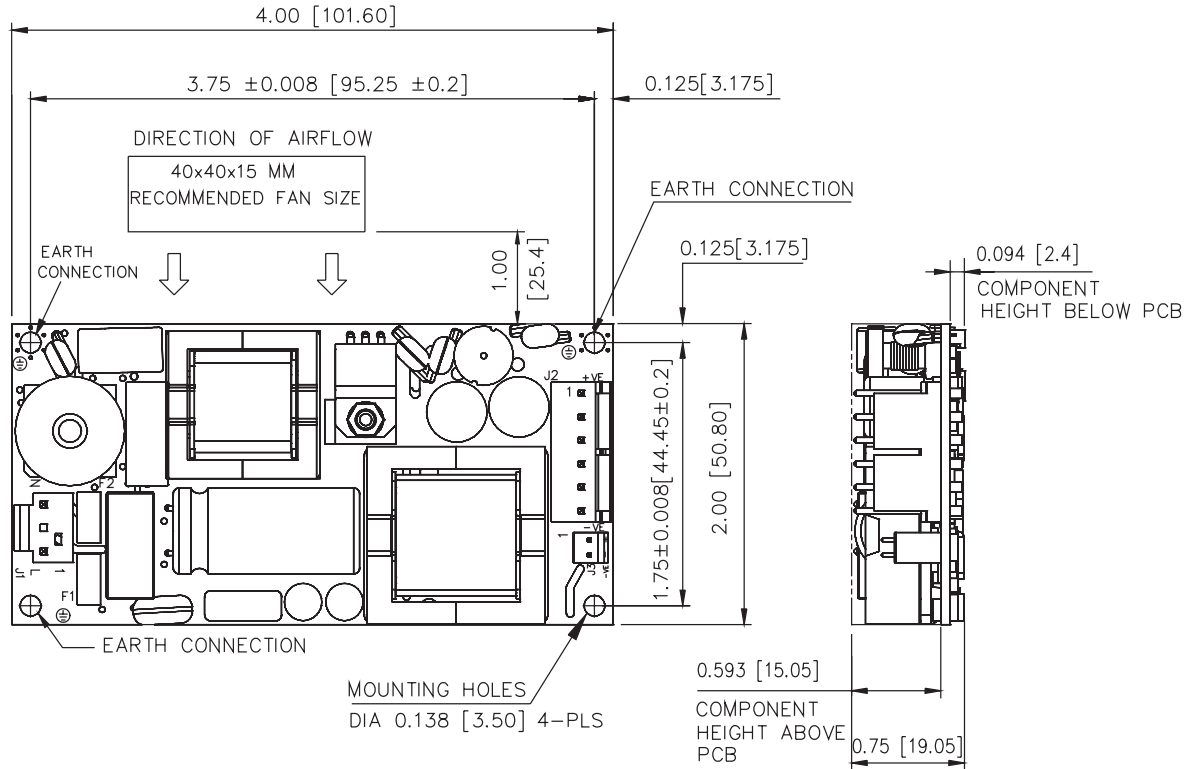 4.00 [101.60]
3.75 ±0.008 [95.25 ±0.2]
0.125[3.175]
DIRECTION OF AIRFLOW
40x40x15 MM
RECOMMENDED FAN SIZE
EARTH CONNECTION
EARTH
CONNECTION
1.00
[25.4]
0.125[3.175]
0.094 [2.4]
COMPONENT
HEIGHT BELOW PCB
J2
+VE
1
1.75±0.008[44.45±0.2]
2.00 [50.80]
N
F2
-VE
1
J3
-VE
J1
L
1
F1
EARTH CONNECTION
MOUNTING HOLES
DIA 0.138 [3.50] 4-PLS
0.593 [15.05]
COMPONENT
HEIGHT ABOVE
PCB
0.75 [19.05]